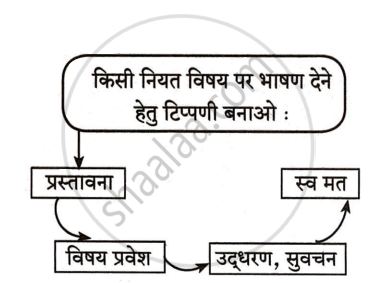 किसी नियत विषय पर भाषण देने
हेतु टिप्पणी बनाओ :
प्रस्तावना
स्व मत
विषय प्रवेश
उद्धरण, सुवचन
shaalaa.com